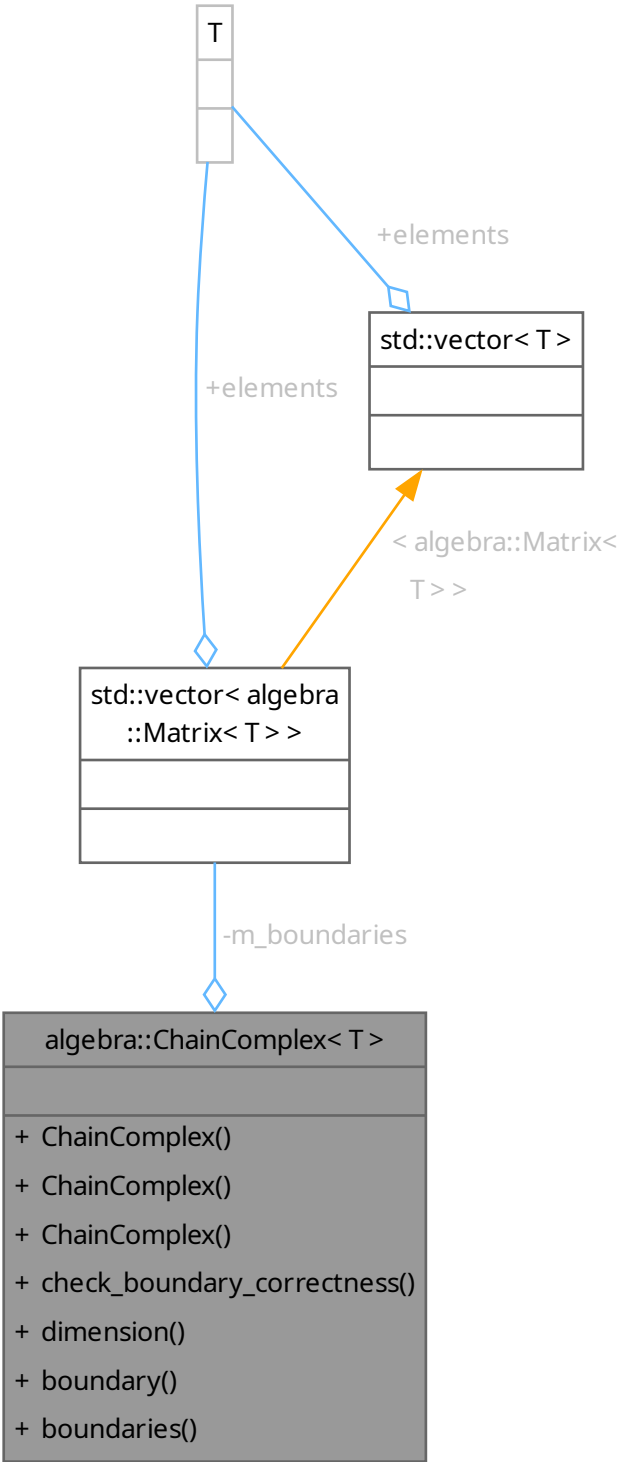 T
+elements
std::vector< T >
+elements
< algebra::Matrix<
T > >
std::vector< algebra
::Matrix< T > >
-m_boundaries
algebra::ChainComplex< T >
+ ChainComplex()
+ ChainComplex()
+ ChainComplex()
+ check_boundary_correctness()
+ dimension()
+ boundary()
+ boundaries()